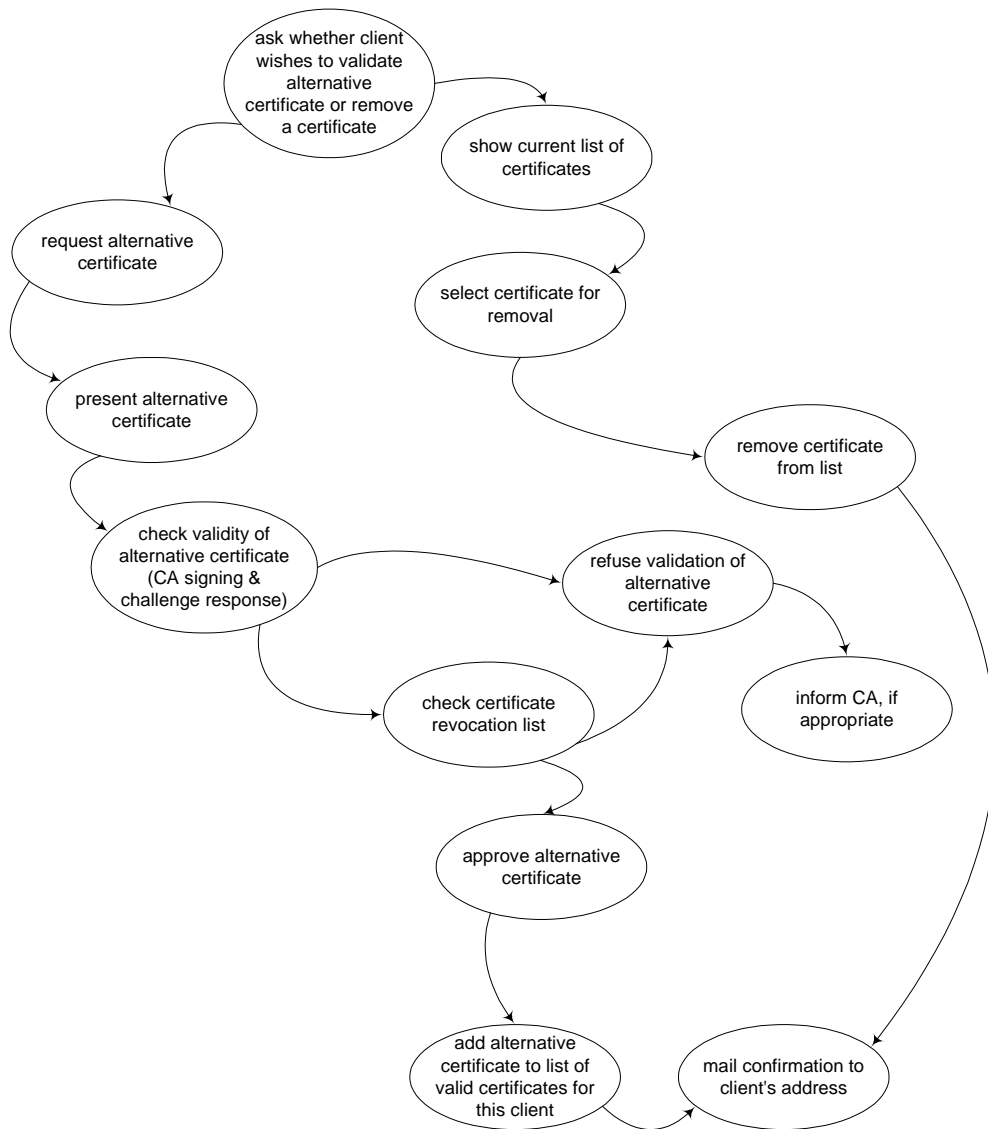 ask whether client
wishes to validate
alternative
certificate or remove
a certificate
show current list of
certificates
request alternative
certificate
select certificate for
removal
present alternative
certificate
remove certificate
from list
check validity of
alternative certificate
(CA signing &
challenge response)
refuse validation of
alternative
certificate
check certificate
revocation list
inform CA, if
appropriate
approve alternative
certificate
add alternative
certificate to list of
valid certificates for
this client
mail confirmation to
client's address